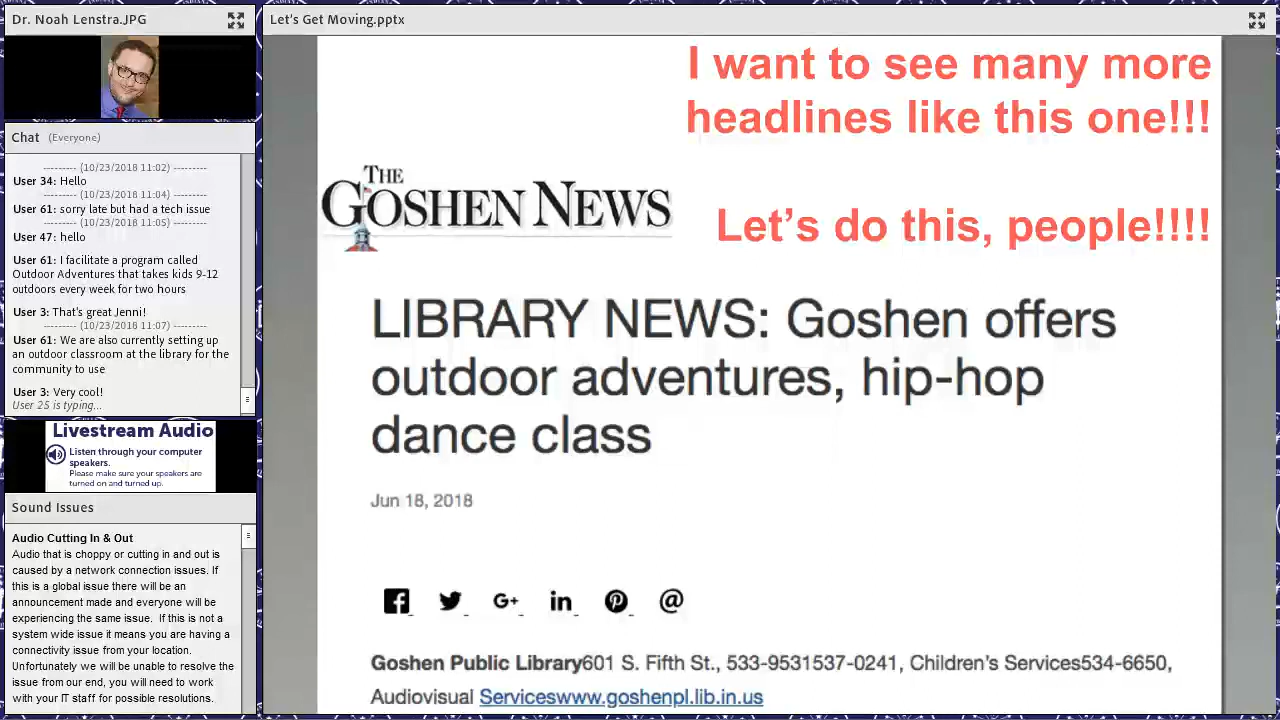 Dr. Noah Lenstra.JPG
Chat (Everyone)
-------- (10/23/2018 11:02) ---------
User 34: Hello
-------- (10/23/2018 11:04) ---------
User 61: sorry late but had a tech issue
-------- (10/23/2018 11:05) ---------
User 47: hello
User 61: I facilitate a program called
Outdoor Adventures that takes kids 9-12
outdoors every week for two hours
User 3: That's great Jenni!
-------- (10/23/2018 11:07) ---------
User 61: We are also currently setting up
an outdoor classroom at the library for the
community to use
User 3: Very cool!
User 25 is typing...
Livestream Audio
Listen through your computer
speakers.
Please make sure your speakers are
turned on and turned up.
Sound Issues
Audio Cutting In & Out
Audio that is choppy or cutting in and out is
caused by a network connection issues. If
this is a global issue there will be an
announcement made and everyone will be
experiencing the same issue. If this is not a
system wide issue it means you are having a
connectivity issue from your location.
Unfortunately we will be unable to resolve the
issue from our end, you will need to work
with your IT staff for possible resolutions.
Let's Get Moving.pptx
I want to see many more
headlines like this one!!!
THE
GOSHEN NEWS
Let’s do this, people!!!!
LIBRARY NEWS: Goshen offers
outdoor adventures, hip-hop
dance class
Jun 18, 2018
Goshen Public Library601 S. Fifth St., 533-9531537-0241, Children’s Services534-6650,
Audiovisual Serviceswww.goshenpl.lib.in.us